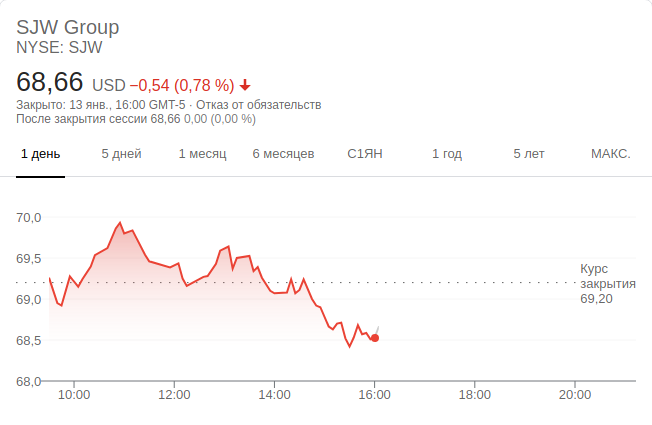 SJW Group
NYSE: SJW
68,66 USD −0,54 (0,78 %)
Закрыто: 13 янв., 16:00 GMT-5 · Отказ от обязательств
После закрытия сессии 68,66 0,00 (0,00 %)
1 день 5 дней 1 месяц 6 месяцев С1ЯН 1 год 5 лет МАКС.
70,0
69,5
69,0
68,5
68,0
Курс
закрытия
69,20
10:00 12:00 14:00 16:00 18:00 20:00